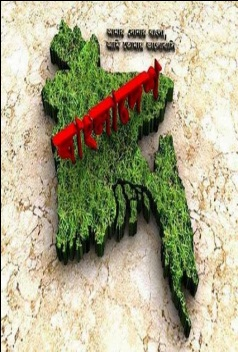 আমার সোনার বাংলা,
আমি তোমায় ভালোবাসি
বাংলাদেশ